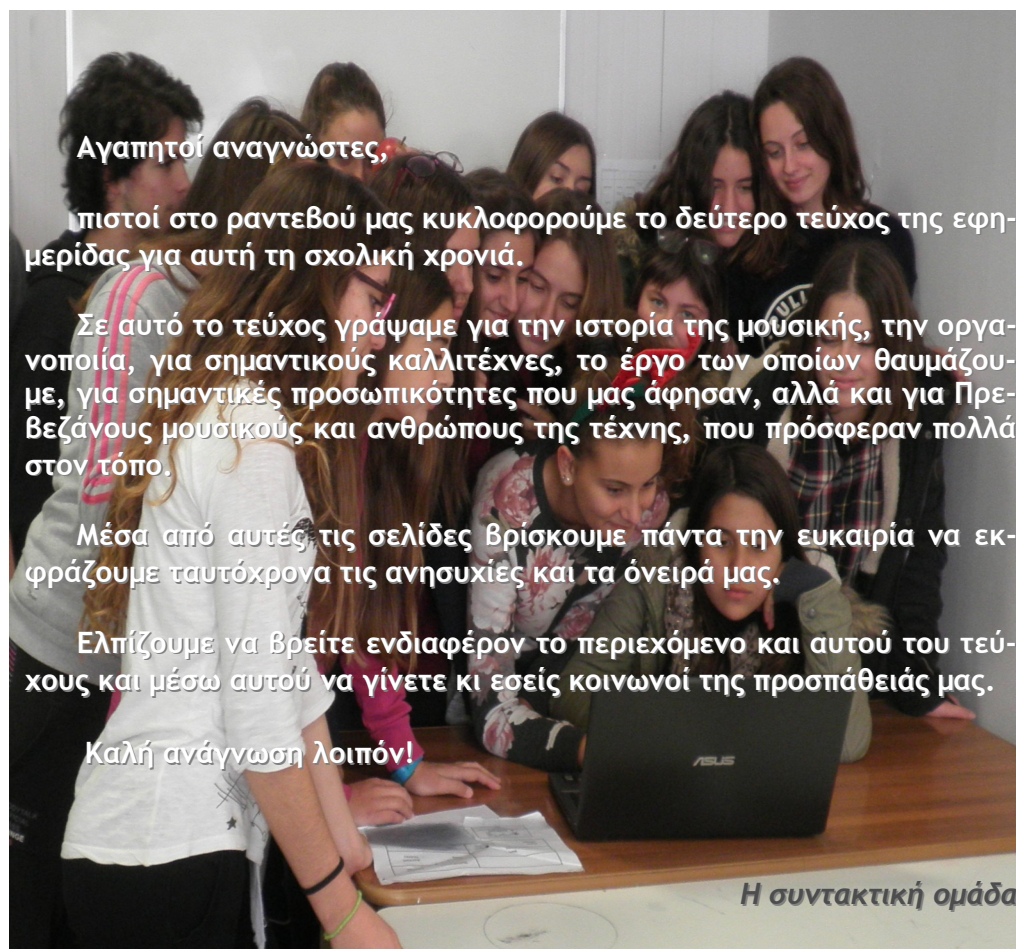 Αγαπητοί αναγνώστες,
πιστοί στο ραντεβού μας κυκλοφορούμε το δεύτερο τεύχος της εφη-
μερίδας για αυτή τη σχολική χρονιά.
Σε αυτό το τεύχος γράψαμε για την ιστορία της μουσικής, την οργα-
νοποιία, για σημαντικούς καλλιτέχνες, το έργο των οποίων θαυμάζου-
με, για σημαντικές προσωπικότητες που μας άφησαν, αλλά και για Πρε-
βεζάνους μουσικούς και ανθρώπους της τέχνης, που πρόσφεραν πολλά
στον τόπο.
Μέσα από αυτές τις σελίδες βρίσκουμε πάντα την ευκαιρία να εκ-
φράζουμε ταυτόχρονα τις ανησυχίες και τα όνειρά μας.
Ελπίζουμε να βρείτε ενδιαφέρον το περιεχόμενο και αυτού του τεύ-
χους και μέσω αυτού να γίνετε κι εσείς κοινωνοί της προσπάθειάς μας.
Καλή ανάγνωση λοιπόν!
ASUS
Η συντακτική ομάδα